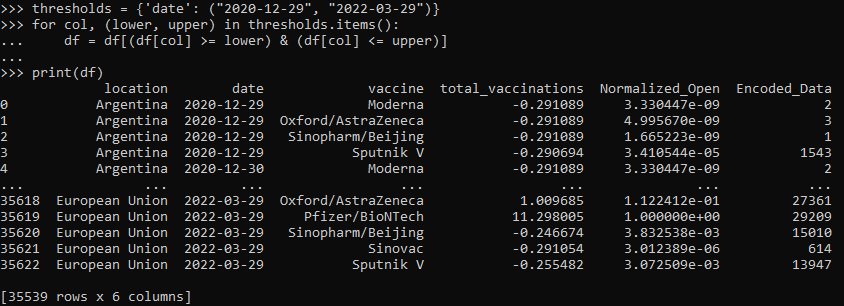 >>> thresholds = {'date': ("2020-12-29", "2022-03-29")}
>>> for col, (lower, upper) in thresholds.items():
...     df = df[(df[col] >= lower) & (df[col] <= upper)]
...
>>> print(df)
             location        date             vaccine  total_vaccinations  Normalized_Open  Encoded_Data
0           Argentina  2020-12-29             Moderna           -0.291089     3.330447e-09             2
1           Argentina  2020-12-29  Oxford/AstraZeneca           -0.291089     4.995670e-09             3
2           Argentina  2020-12-29   Sinopharm/Beijing           -0.291089     1.665223e-09             1
3           Argentina  2020-12-29           Sputnik V           -0.290694     3.410544e-05          1543
4           Argentina  2020-12-30             Moderna           -0.291089     3.330447e-09             2
...               ...         ...                 ...                 ...              ...           ...
35618  European Union  2022-03-29  Oxford/AstraZeneca            1.009685     1.122412e-01         27361
35619  European Union  2022-03-29     Pfizer/BioNTech           11.298005     1.000000e+00         29209
35620  European Union  2022-03-29   Sinopharm/Beijing           -0.246674     3.832538e-03         15010
35621  European Union  2022-03-29             Sinovac           -0.291054     3.012389e-06           614
35622  European Union  2022-03-29           Sputnik V           -0.255482     3.072509e-03         13947
[35539 rows x 6 columns]